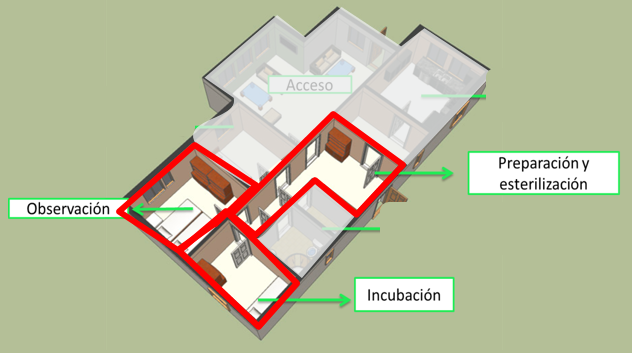 Acceso
Preparación y
esterilización
Observación
Incubación